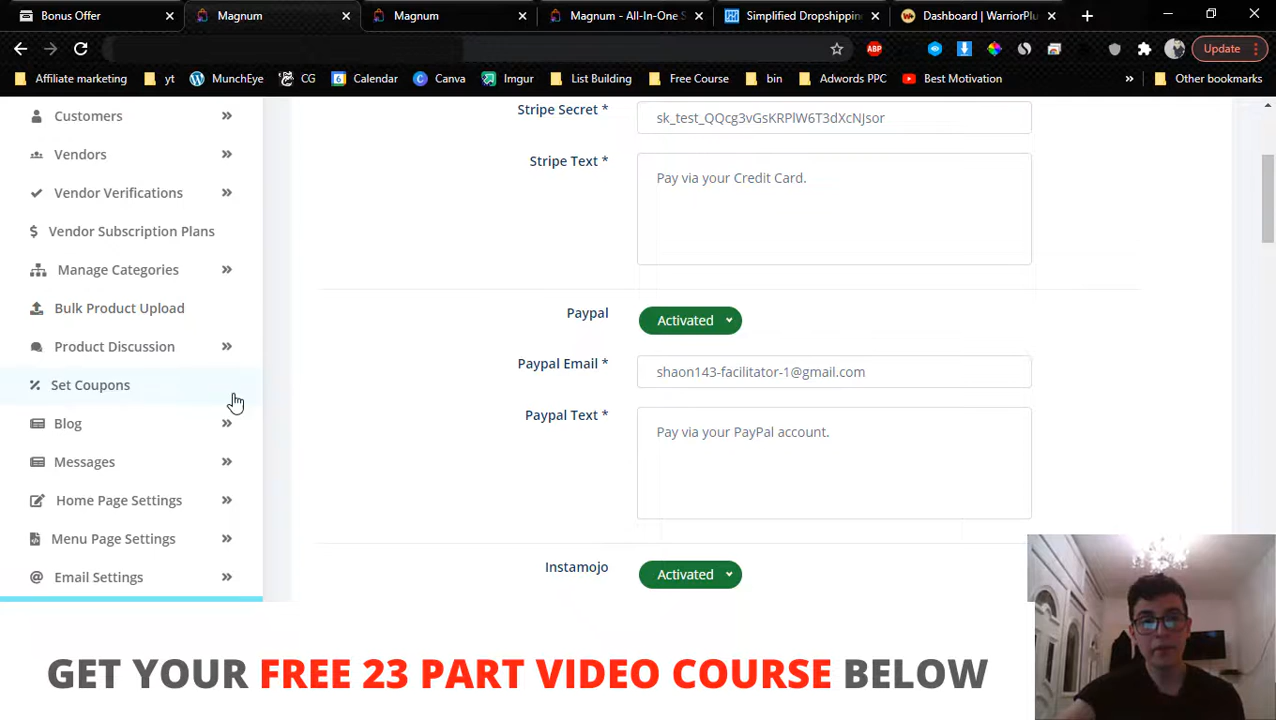 Bonus Offer
Magnum
Magnum
Magnum - All-In-One S
Simplified Dropshippin
Dashboard | WarriorPlu
ABP
Update
Affiliate marketing
yt
MunchEye
CG
Calendar
Canva
Imgur
List Building
Free Course
bin
Adwords PPC
Best Motivation
»
Other bookmarks
Customers »
Vendors »
Vendor Verifications »
Vendor Subscription Plans
Manage Categories »
Bulk Product Upload
Product Discussion »
Set Coupons
Blog »
Messages »
Home Page Settings »
Menu Page Settings »
Email Settings »
Stripe Secret *
sk_test_QQcg3vGsKRPlW6T3dXcNJsor
Stripe Text *
Pay via your Credit Card.
Paypal
Activated
Paypal Email *
shaon143-facilitator-1@gmail.com
Paypal Text *
Pay via your PayPal account.
Instamojo
Activated
GET YOUR FREE 23 PART VIDEO COURSE BELOW